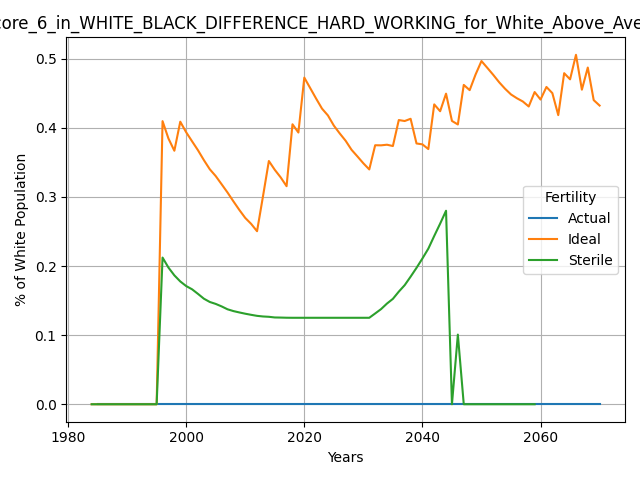 core_6_in_WHITE_BLACK_DIFFERENCE_HARD_WORKING_for_White_Above_Ave
% of White Population
0.5
0.4
0.3
0.2
0.1
0.0
Fertility
Actual
Ideal
Sterile
1980 2000 2020 2040 2060
Years